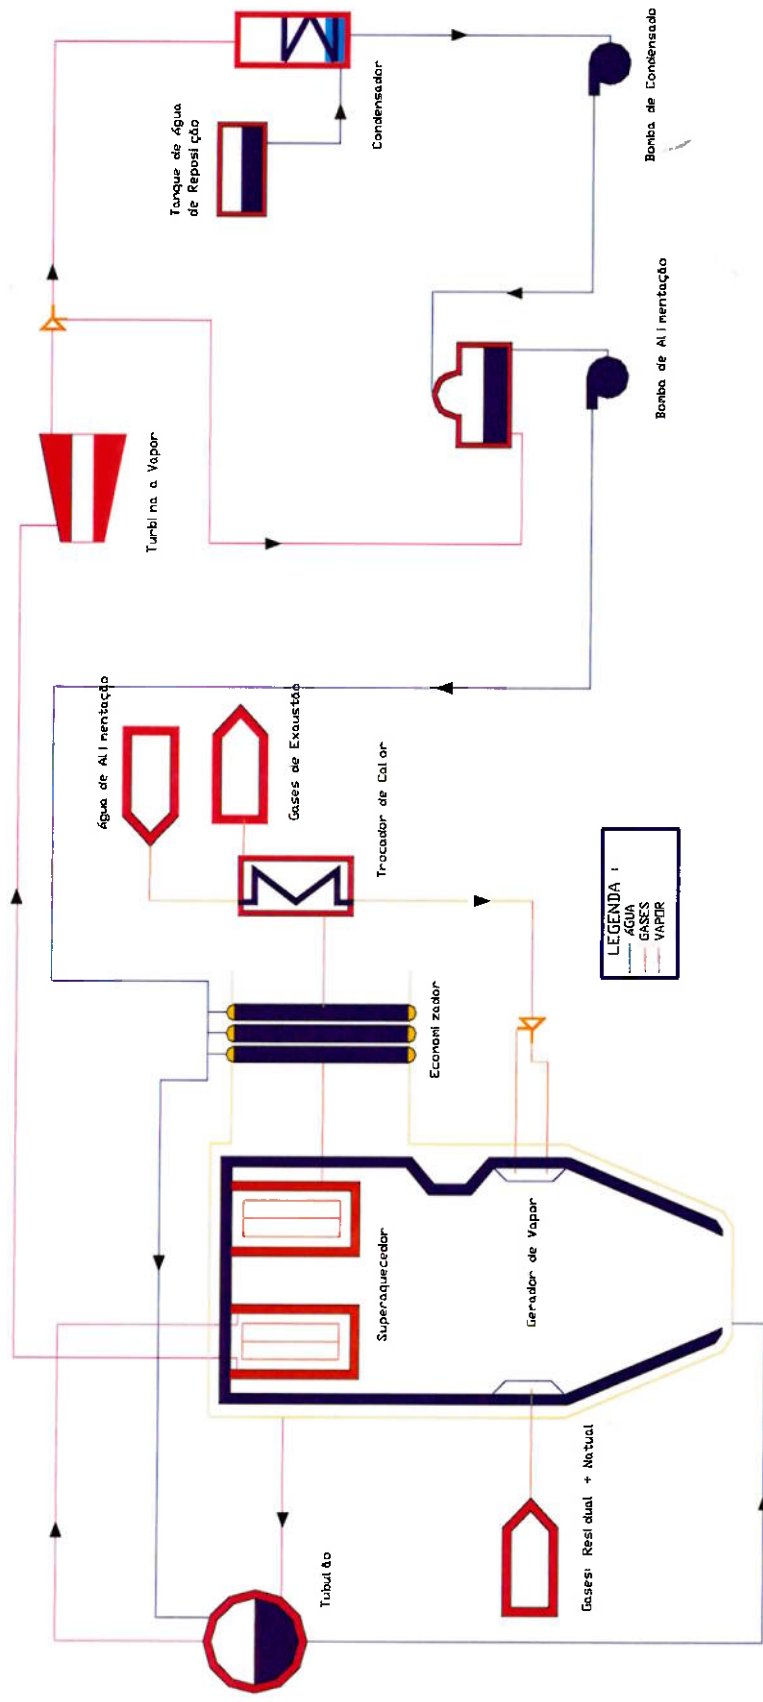 Tanque de Água
de Reposição
Condensador
Bomba de Condensado
Turbina a Vapor
Bomba de Alimentação
Água de Alimentação
Gases de Exaustão
Trocador de Calor
Economizador
LEGENDA :
ÁGUA
GASES
VAPOR
Superaquecedor
Gerador de Vapor
Tubulão
Gases: Residual + Natual